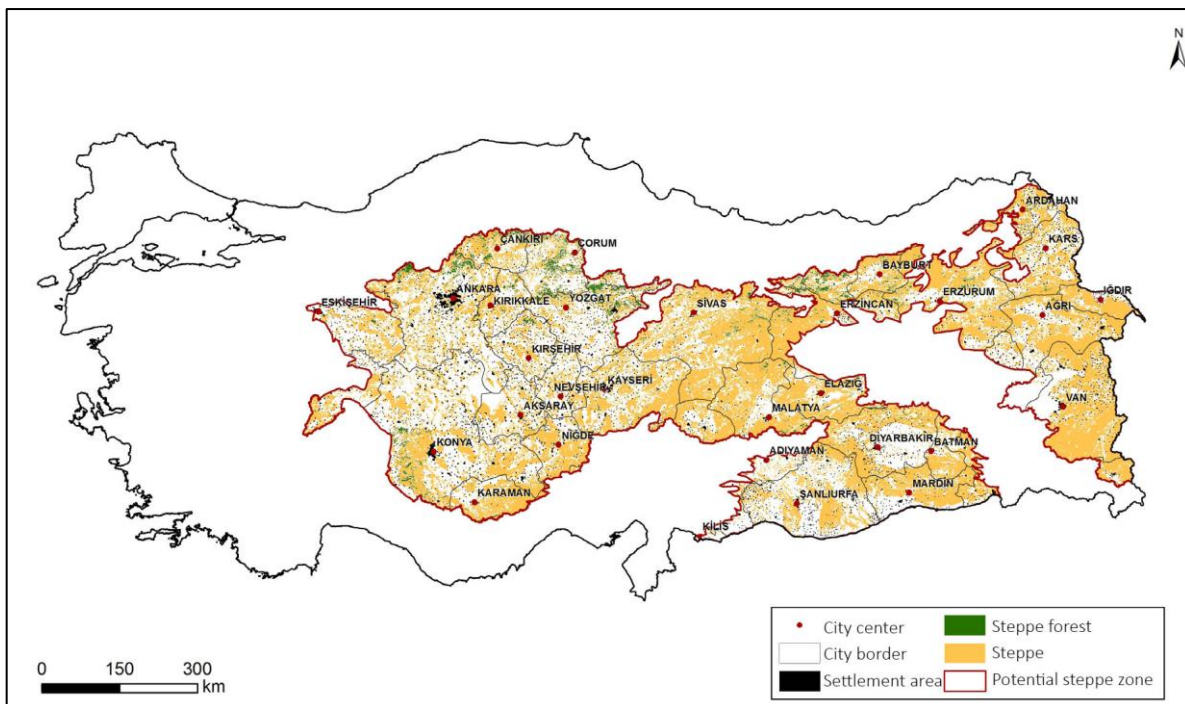 N
ARDAHAN
KARS
ÇANKIRI
ÇORUM
BAYBURT
ANKARA
KIRIKKALE
YOZGAT
ESKİŞEHİR
SİVAS
ERZİNCAN
ERZURUM
IĞDIR
AĞRI
KIRŞEHİR
NEVŞEHİR
KAYSERİ
ELAZIĞ
VAN
AKSARAY
MALATYA
KONYA
NİĞDE
DİYARBAKIR
BATMAN
ADIYAMAN
KARAMAN
ŞANLIURFA
MARDİN
KİLİS
City center
Steppe forest
City border
Steppe
Settlement area
Potential steppe zone
0 150 300
km